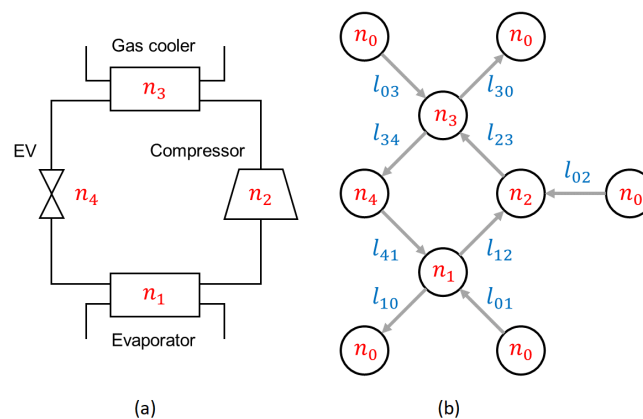 Gas cooler
n₃
EV
n₄
Compressor
n₂
n₁
Evaporator
(a)
n₀ n₀
l₀₃ l₃₀
n₃
l₃₄ l₂₃
l₀₂
n₄ n₂ n₀
l₄₁ l₁₂
n₁
l₁₀ l₀₁
n₀ n₀
(b)